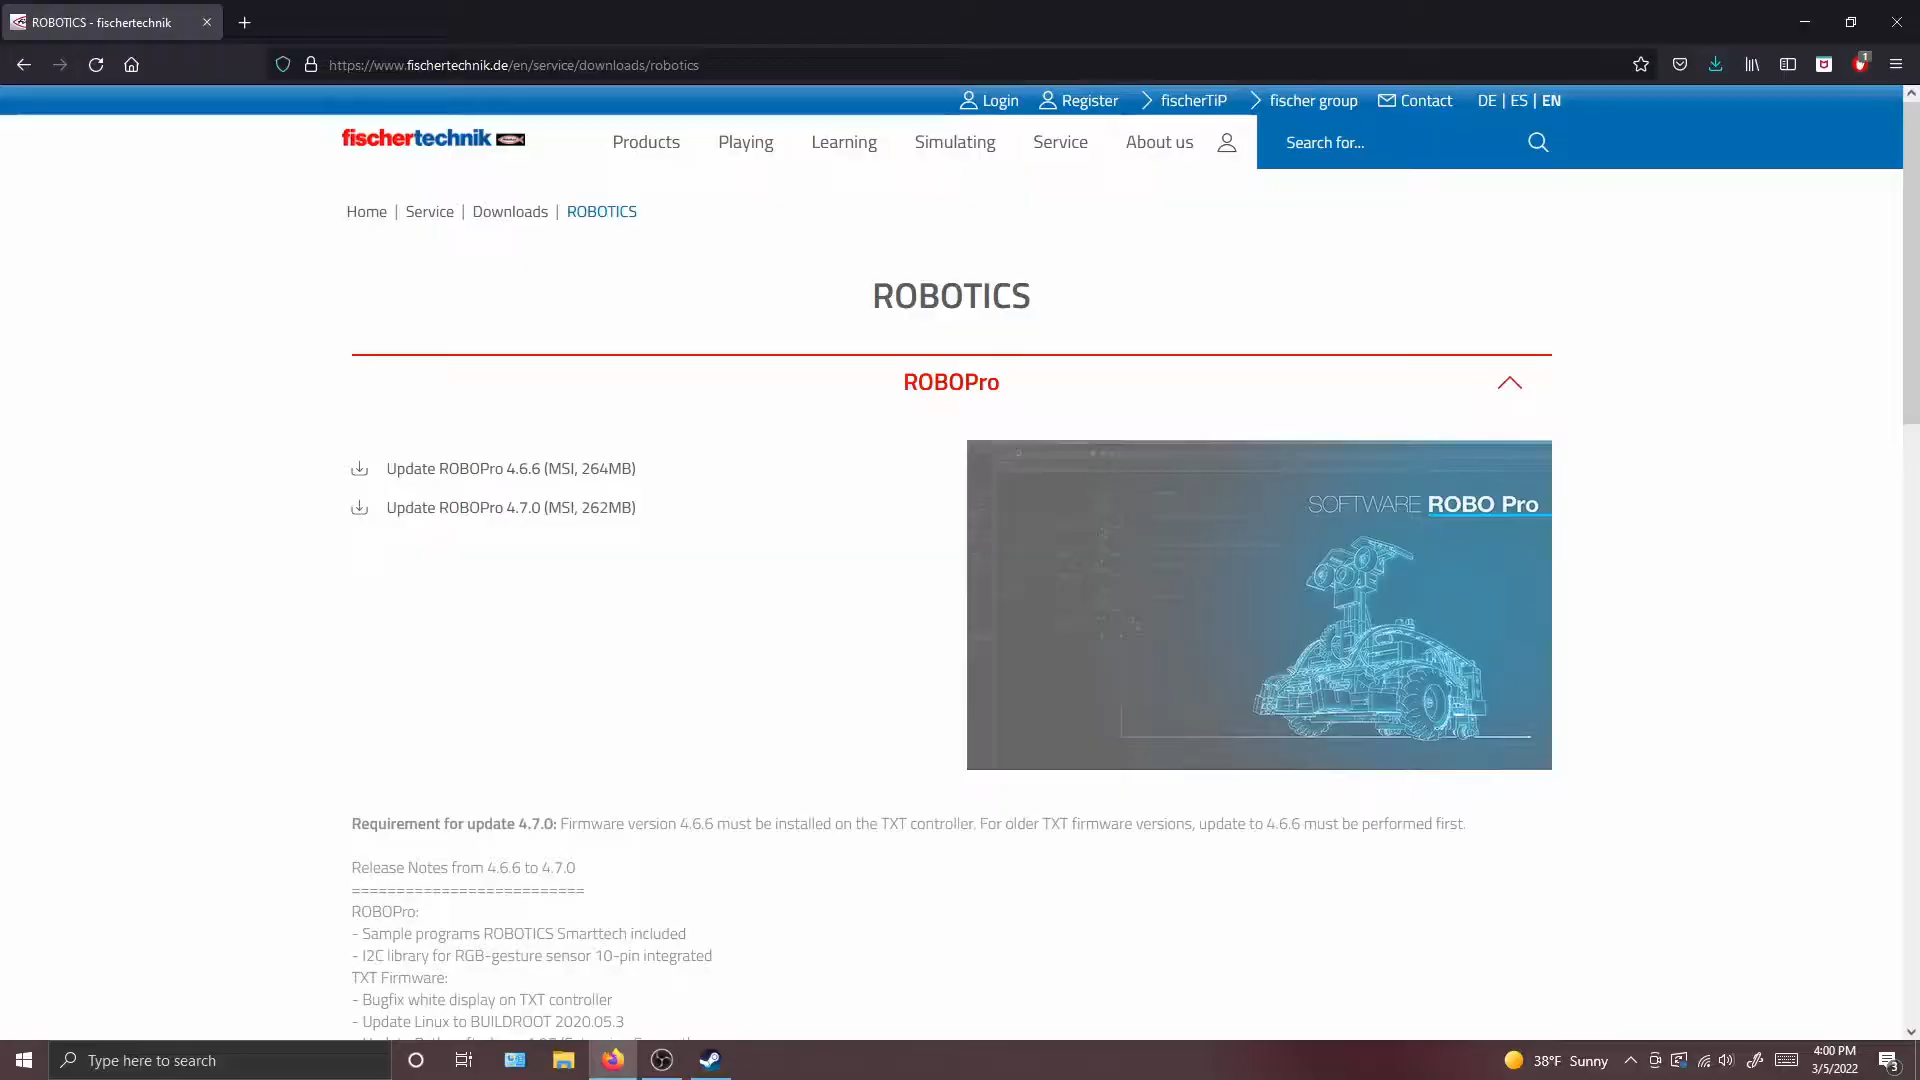 ROBOTICS - fischertechnik
https://www.fischertechnik.de/en/service/downloads/robotics
1
Login Register fischerTiP fischer group Contact DE | ES | EN
fischertechnik Products Playing Learning Simulating Service About us Search for...
Home | Service | Downloads | ROBOTICS
ROBOTICS
ROBOPro
Update ROBOPro 4.6.6 (MSI, 264MB)
Update ROBOPro 4.7.0 (MSI, 262MB)
SOFTWARE ROBO Pro
Requirement for update 4.7.0: Firmware version 4.6.6 must be installed on the TXT controller. For older TXT firmware versions, update to 4.6.6 must be performed first.
Release Notes from 4.6.6 to 4.7.0
==========================
ROBOPro:
- Sample programs ROBOTICS Smarttech included
- I2C library for RGB-gesture sensor 10-pin integrated
TXT Firmware:
- Bugfix white display on TXT controller
- Update Linux to BUILDROOT 2020.05.3
Type here to search
38°F Sunny
4:00 PM
3/5/2022
3